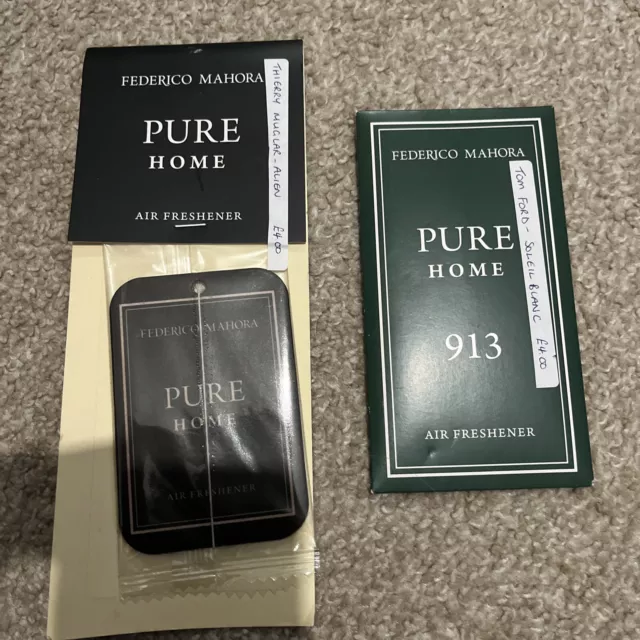 FEDERICO MAHORA
PURE
HOME
AIR FRESHENER
THIERRY MUGLAR - ALIEN £4.00
FEDERICO MAHORA
PURE
HOME
AIR FRESHENER
FEDERICO MAHORA
PURE
HOME
913
AIR FRESHENER
TOM FORD - SOLEIL BLANC £4.00